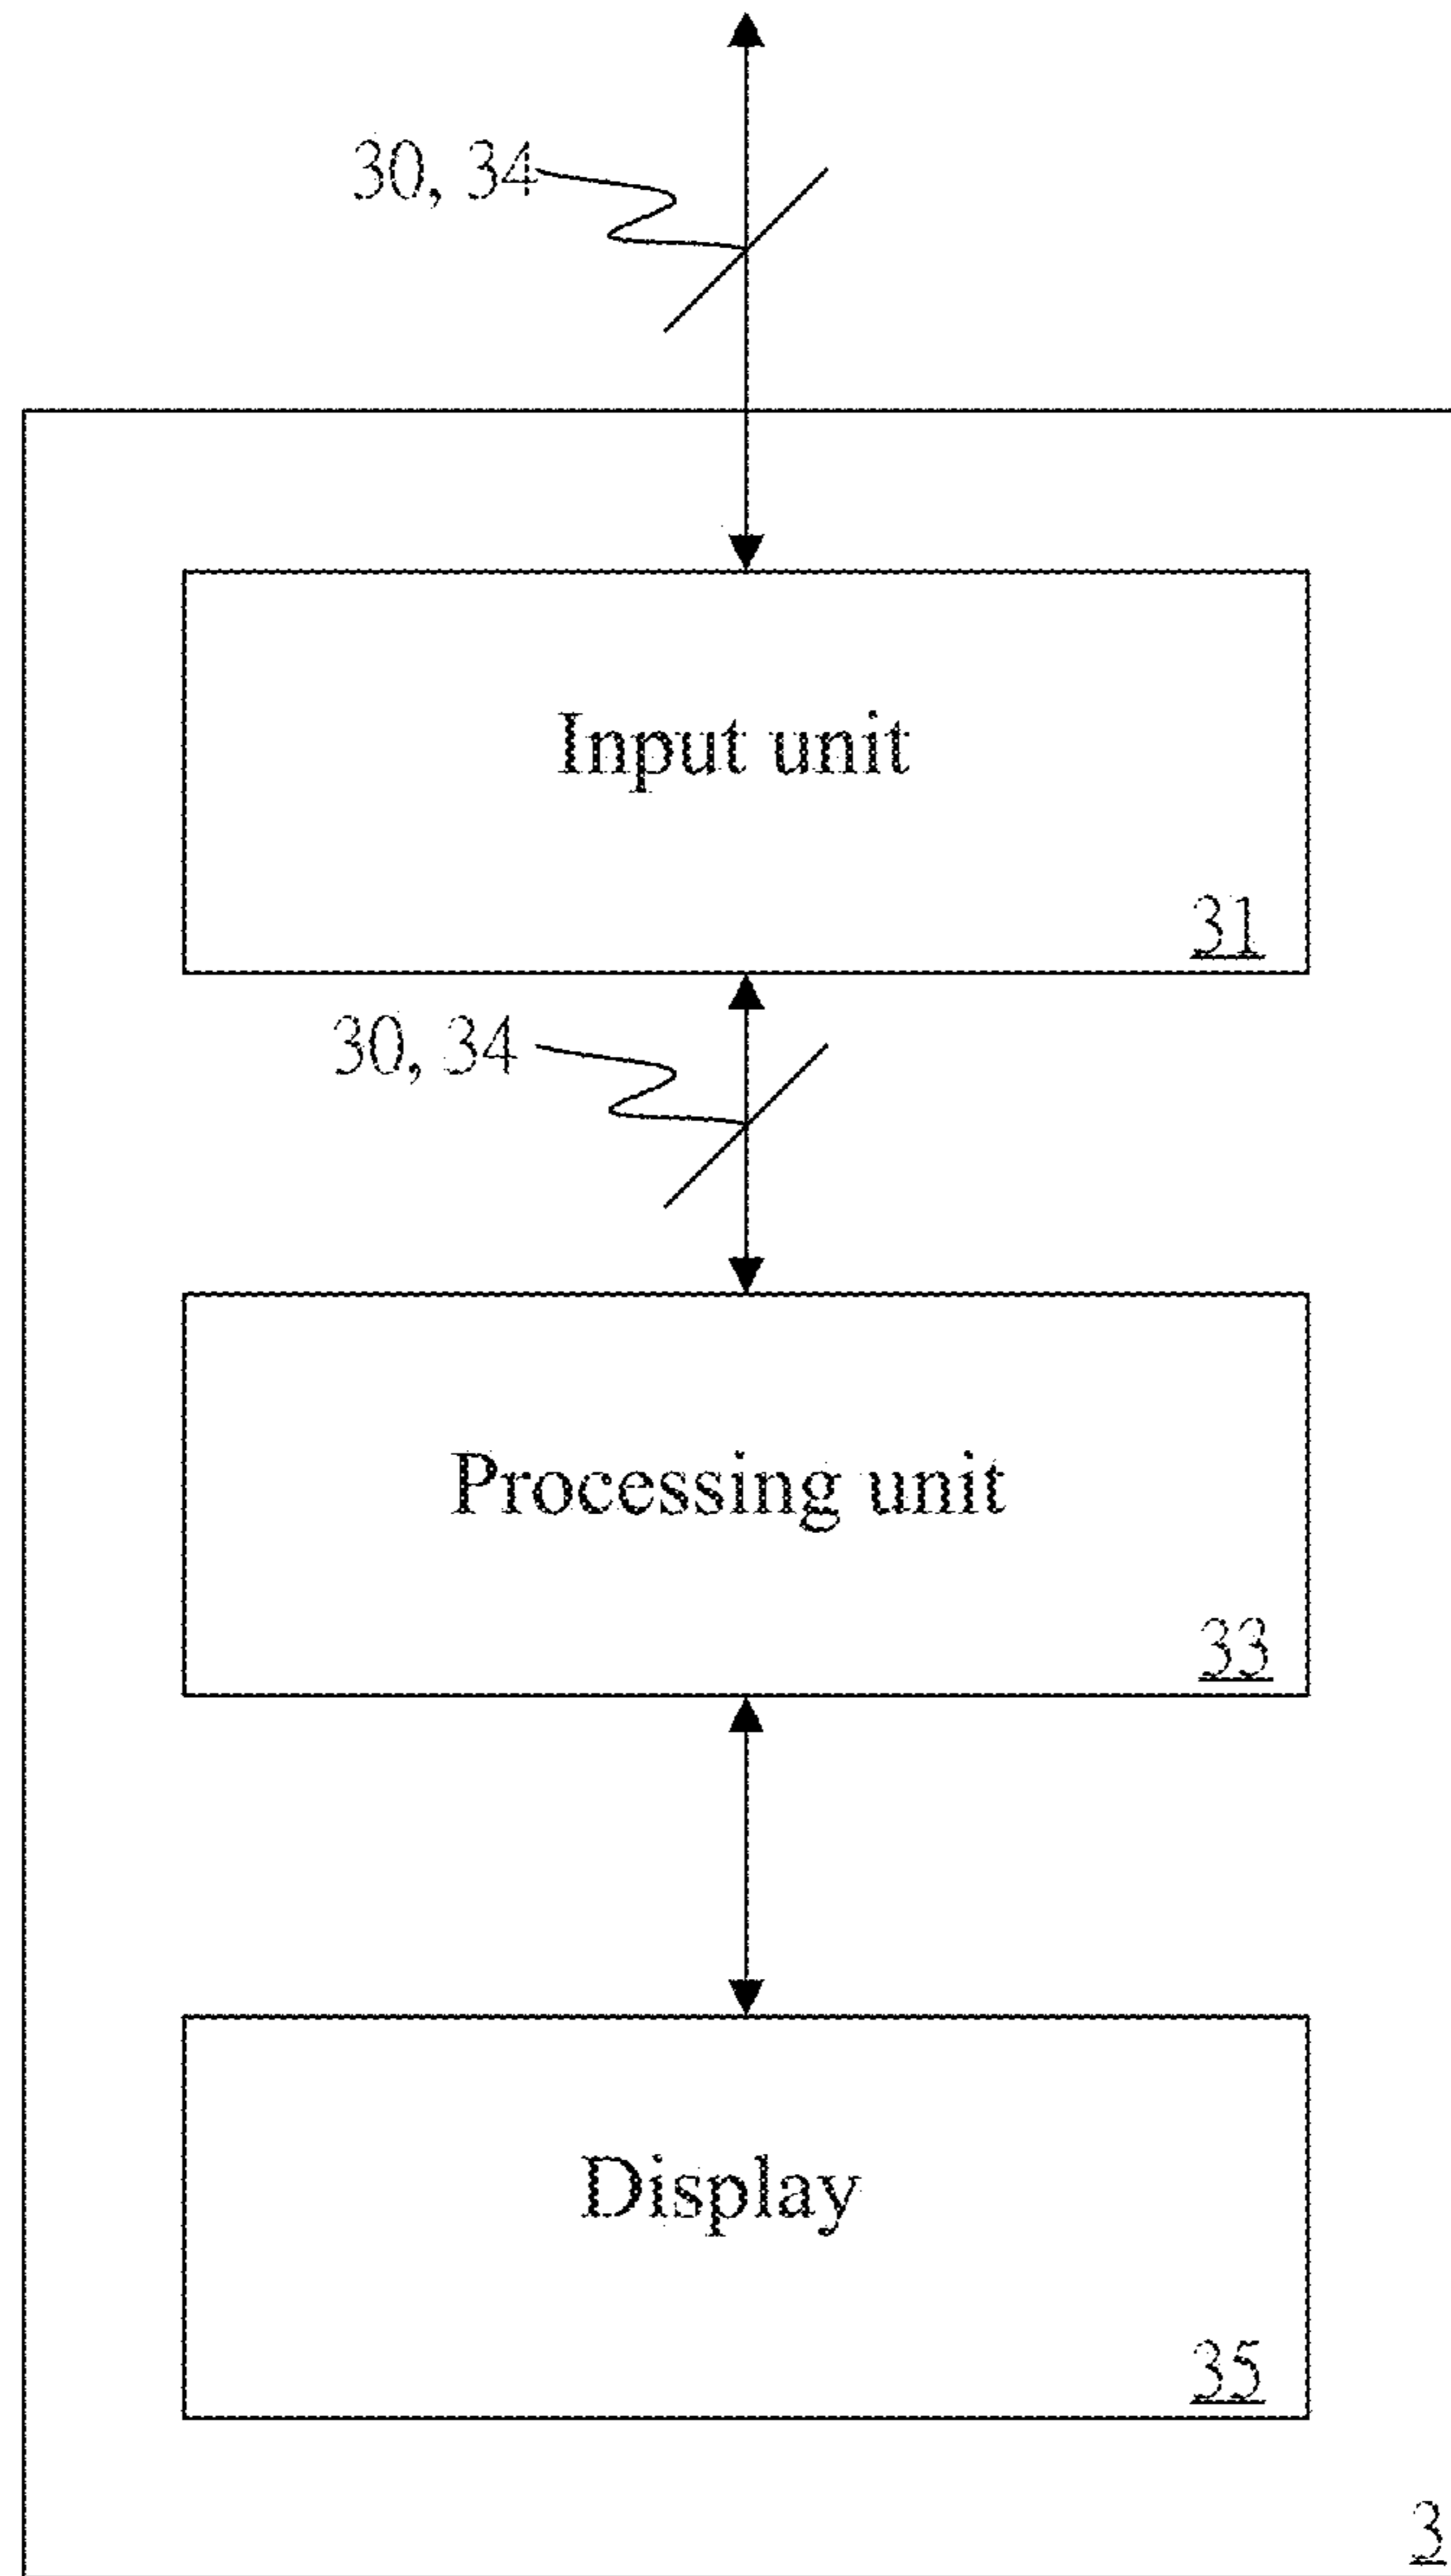 30, 34
Input unit
31
30, 34
Processing unit
33
Display
35
3